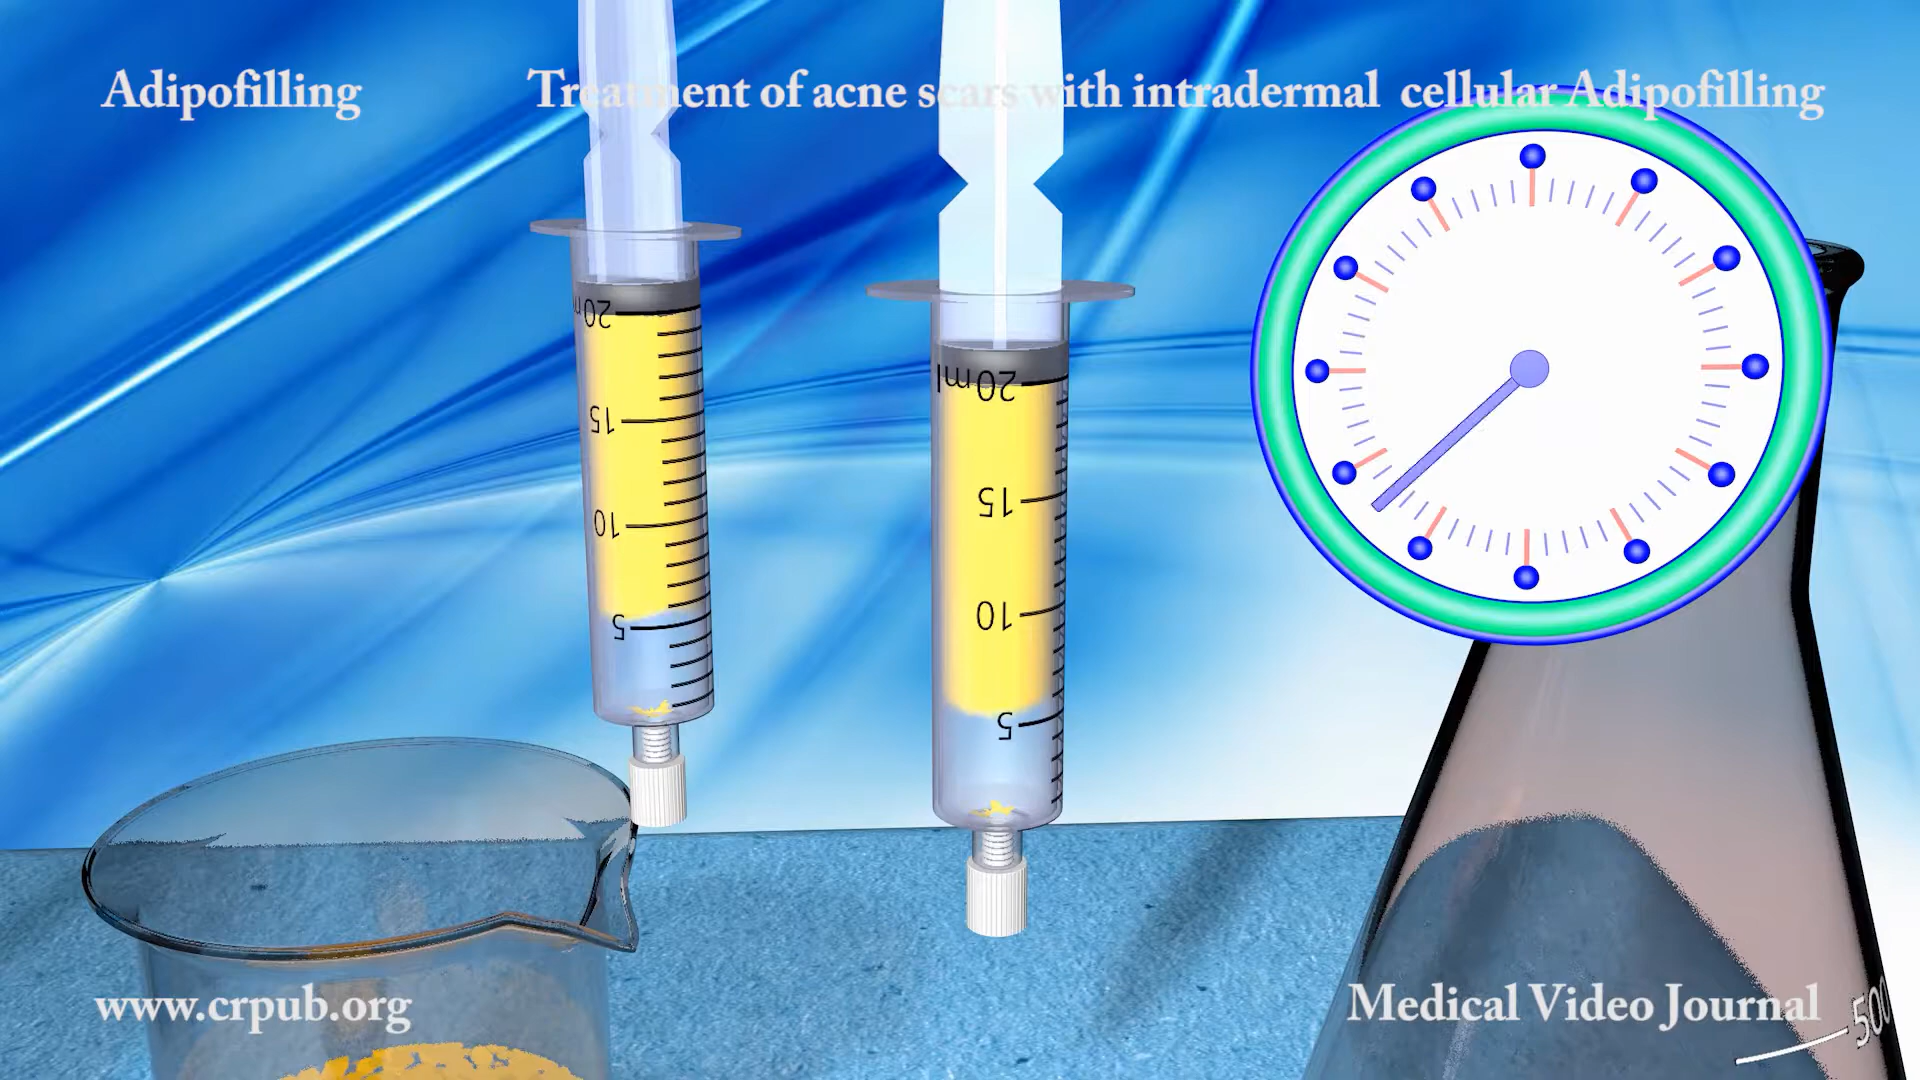 Adipofilling
Treatment of acne scars with intradermal cellular Adipofilling
20
15
10
5
20ml
15
10
5
www.crpub.org
Medical Video Journal
500